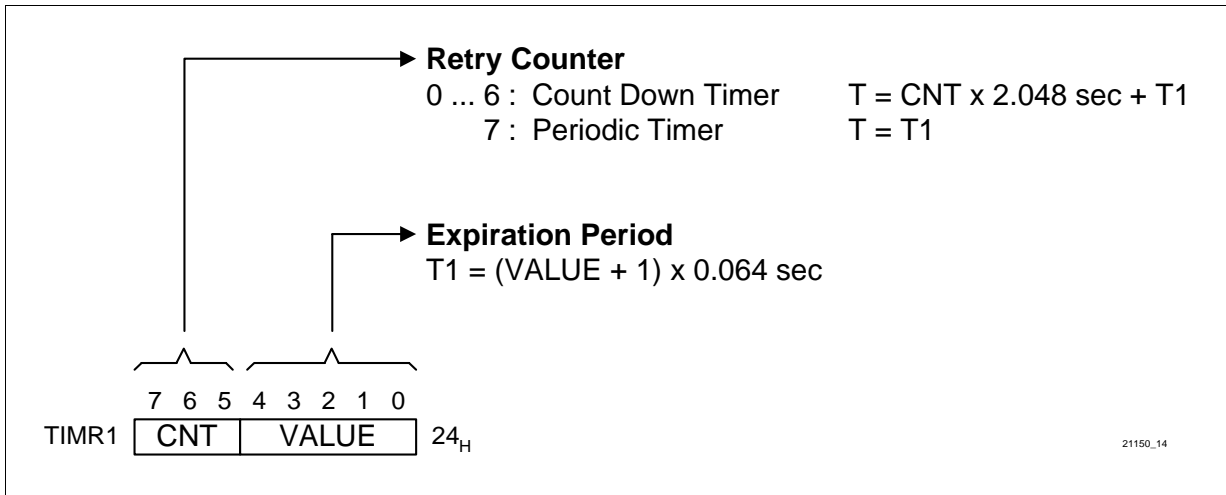 Retry Counter
0 ... 6 : Count Down Timer T = CNT x 2.048 sec + T1
7 : Periodic Timer T = T1
Expiration Period
T1 = (VALUE + 1) x 0.064 sec
7 6 5 4 3 2 1 0
TIMR1 CNT VALUE 24H
21150_14